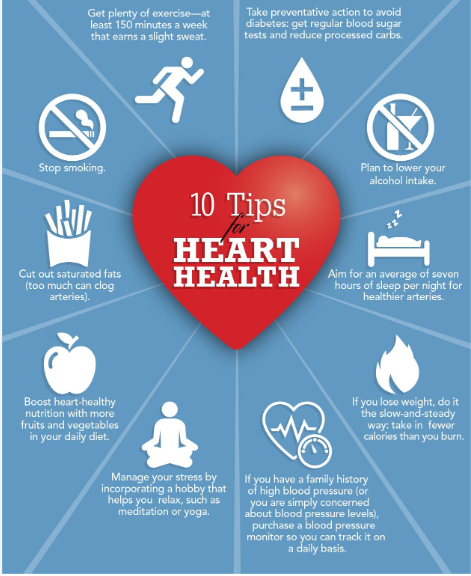 Get plenty of exercise—at
least 150 minutes a week
that earns a slight sweat.
Take preventative action to avoid
diabetes: get regular blood sugar
tests and reduce processed carbs.
Stop smoking.
Plan to lower your
alcohol intake.
10 Tips
for
HEART
HEALTH
Cut out saturated fats
(too much can clog
arteries).
zzz
Aim for an average of seven
hours of sleep per night for
healthier arteries.
Boost heart-healthy
nutrition with more
fruits and vegetables
in your daily diet.
If you lose weight, do it
the slow-and-steady
way: take in fewer
calories than you burn.
Manage your stress by
incorporating a hobby that
helps you relax, such as
meditation or yoga.
If you have a family history
of high blood pressure (or
you are simply concerned
about blood pressure levels),
purchase a blood pressure
monitor so you can track it on
a daily basis.